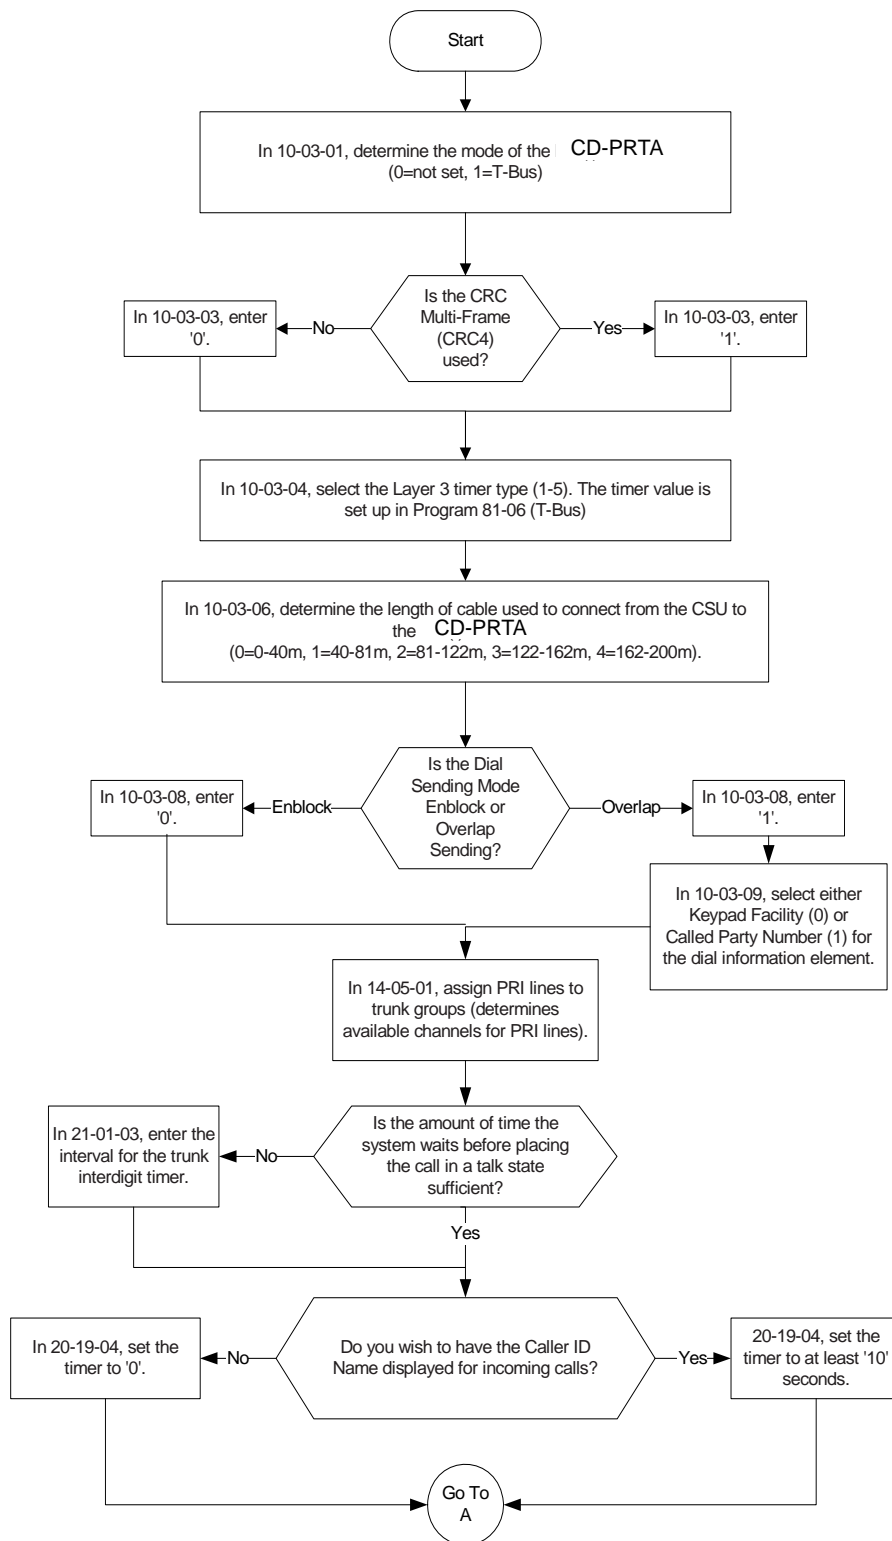 Start
In 10-03-01, determine the mode of the CD-PRTA
(0=not set, 1=T-Bus)
Is the CRC
Multi-Frame
(CRC4)
used?
No
Yes
In 10-03-03, enter
'0'.
In 10-03-03, enter
'1'.
In 10-03-04, select the Layer 3 timer type (1-5). The timer value is
set up in Program 81-06 (T-Bus)
In 10-03-06, determine the length of cable used to connect from the CSU to
the CD-PRTA
(0=0-40m, 1=40-81m, 2=81-122m, 3=122-162m, 4=162-200m).
Is the Dial
Sending Mode
Enblock or
Overlap
Sending?
Enblock
Overlap
In 10-03-08, enter
'0'.
In 10-03-08, enter
'1'.
In 10-03-09, select either
Keypad Facility (0) or
Called Party Number (1) for
the dial information element.
In 14-05-01, assign PRI lines to
trunk groups (determines
available channels for PRI lines).
Is the amount of time the
system waits before placing
the call in a talk state
sufficient?
No
In 21-01-03, enter the
interval for the trunk
interdigit timer.
Yes
Do you wish to have the Caller ID
Name displayed for incoming calls?
No
Yes
In 20-19-04, set the
timer to '0'.
20-19-04, set the
timer to at least '10'
seconds.
Go To
A